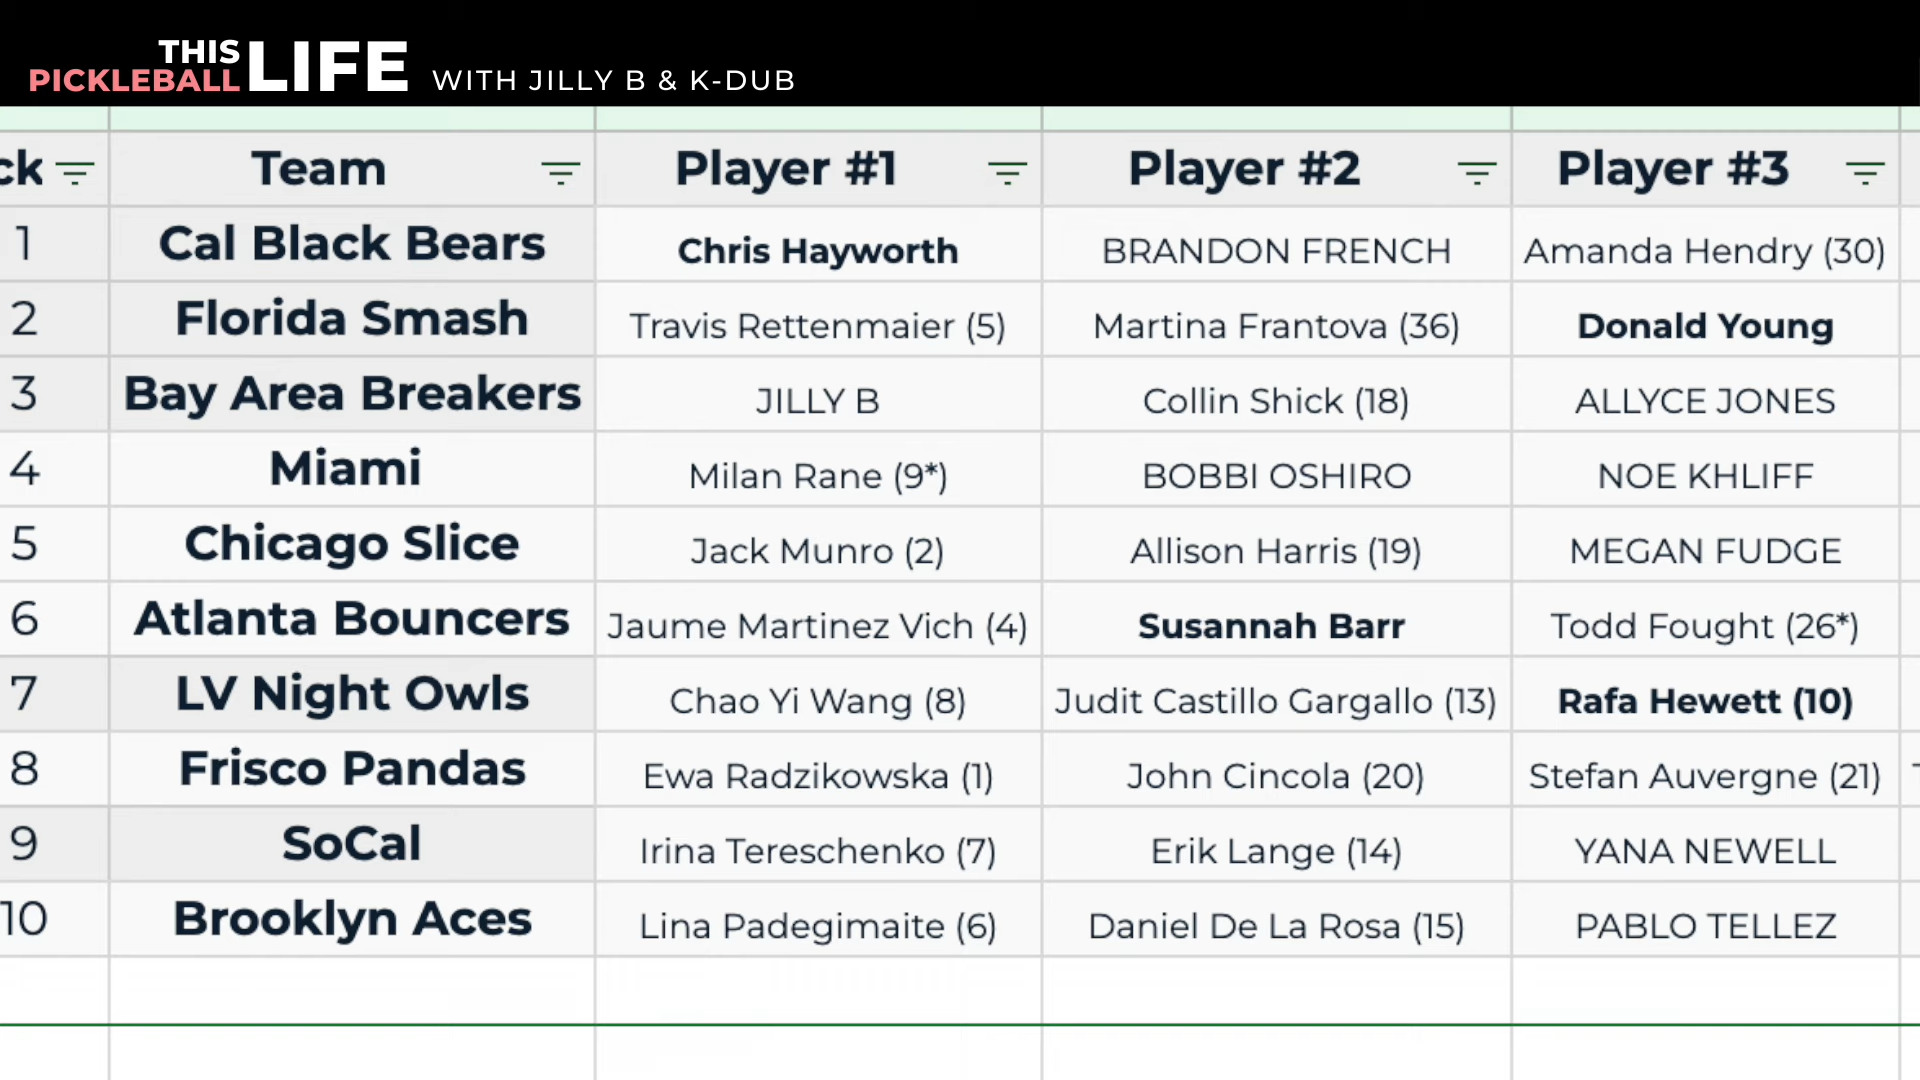 THIS
PICKLEBALL LIFE WITH JILLY B & K-DUB
ck Team Player #1 Player #2 Player #3
1 Cal Black Bears Chris Hayworth BRANDON FRENCH Amanda Hendry (30)
2 Florida Smash Travis Rettenmaier (5) Martina Frantova (36) Donald Young
3 Bay Area Breakers JILLY B Collin Shick (18) ALLYCE JONES
4 Miami Milan Rane (9*) BOBBI OSHIRO NOE KHLIFF
5 Chicago Slice Jack Munro (2) Allison Harris (19) MEGAN FUDGE
6 Atlanta Bouncers Jaume Martinez Vich (4) Susannah Barr Todd Fought (26*)
7 LV Night Owls Chao Yi Wang (8) Judit Castillo Gargallo (13) Rafa Hewett (10)
8 Frisco Pandas Ewa Radzikowska (1) John Cincola (20) Stefan Auvergne (21)
9 SoCal Irina Tereschenko (7) Erik Lange (14) YANA NEWELL
10 Brooklyn Aces Lina Padegimaite (6) Daniel De La Rosa (15) PABLO TELLEZ